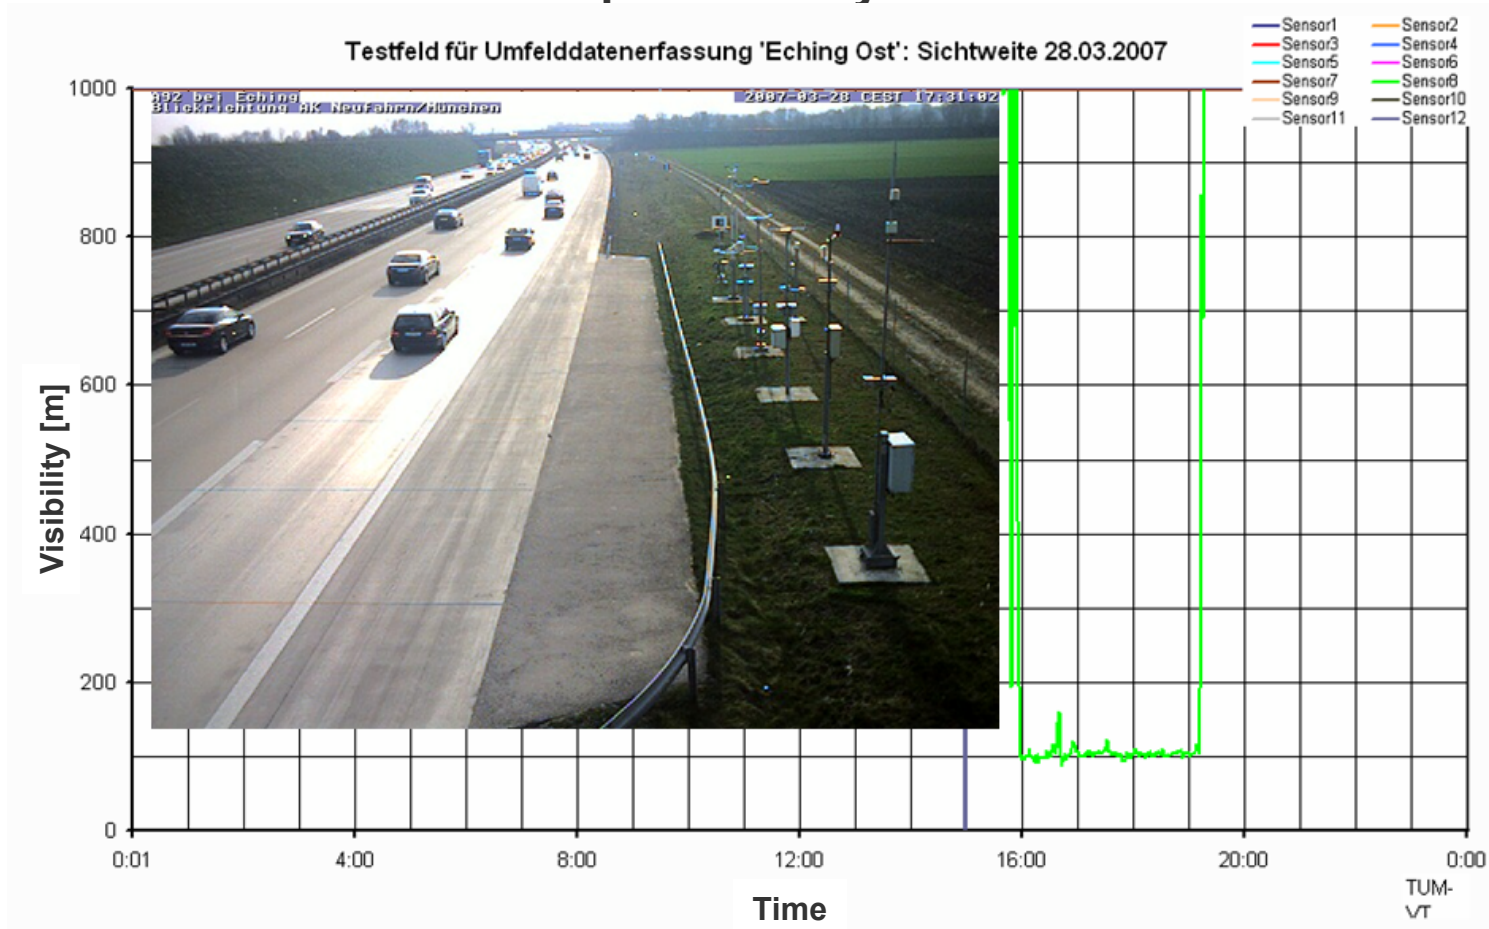 Testfeld für Umfelddatenerfassung 'Eching Ost': Sichtweite 28.03.2007
Sensor1 Sensor2
Sensor3 Sensor4
Sensor5 Sensor6
Sensor7 Sensor8
Sensor9 Sensor10
Sensor11 Sensor12
A92 bei Eching 2007-03-28 CEST 17:31:02
Blickrichtung AK Neufahrn/München
Visibility [m]
1000
800
600
400
200
0
0:01 4:00 8:00 12:00 16:00 20:00 0:00
Time
TUM-
VT